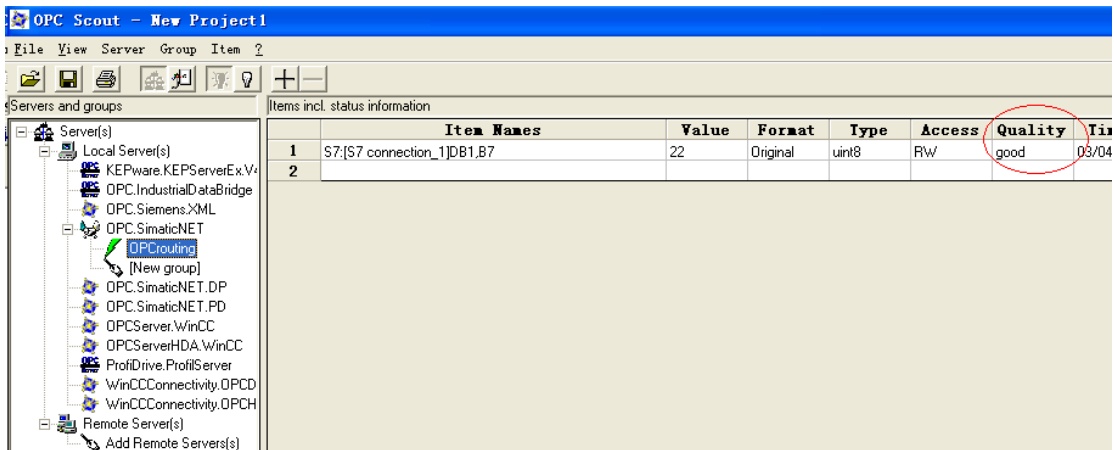 OPC Scout - New Project1
File View Server Group Item ?
Servers and groups
Items incl. status information
Item Names Value Format Type Access Quality Ti
1 S7:[S7 connection_1]DB1,B7 22 Original uint8 RW good 03/04
2
Server(s)
Local Server(s)
KEPware.KEPServerEx.V
OPC.IndustrialDataBridge
OPC.Siemens.XML
OPC.SimaticNET
OPCrouting
[New group]
OPC.SimaticNET.DP
OPC.SimaticNET.PD
OPCServer.WinCC
OPCServerHDA.WinCC
ProfiDrive.ProfilServer
WinCCConnectivity.OPCD
WinCCConnectivity.OPCH
Remote Server(s)
Add Remote Servers(s)